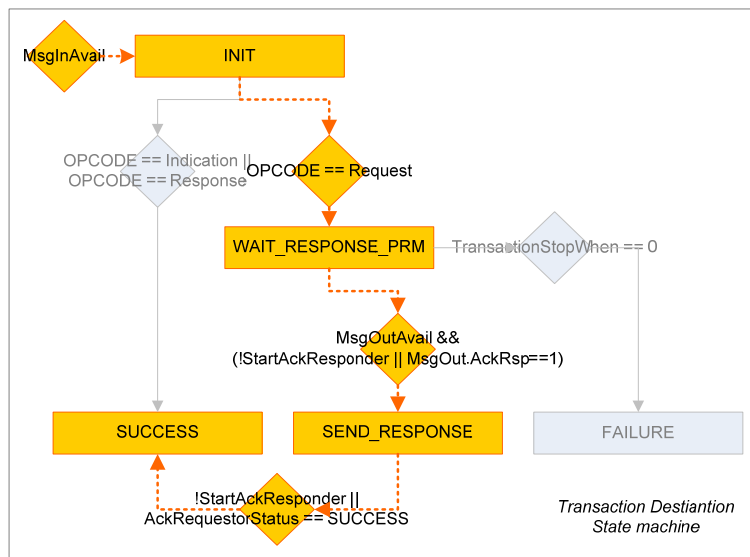 MsgInAvail
INIT
OPCODE == Indication ||
OPCODE == Response
OPCODE == Request
WAIT_RESPONSE_PRM
TransactionStopWhen == 0
MsgOutAvail &&
(!StartAckResponder || MsgOut.AckRsp==1)
SUCCESS
SEND_RESPONSE
FAILURE
!StartAckResponder ||
AckRequestorStatus == SUCCESS
Transaction Destiantion
State machine